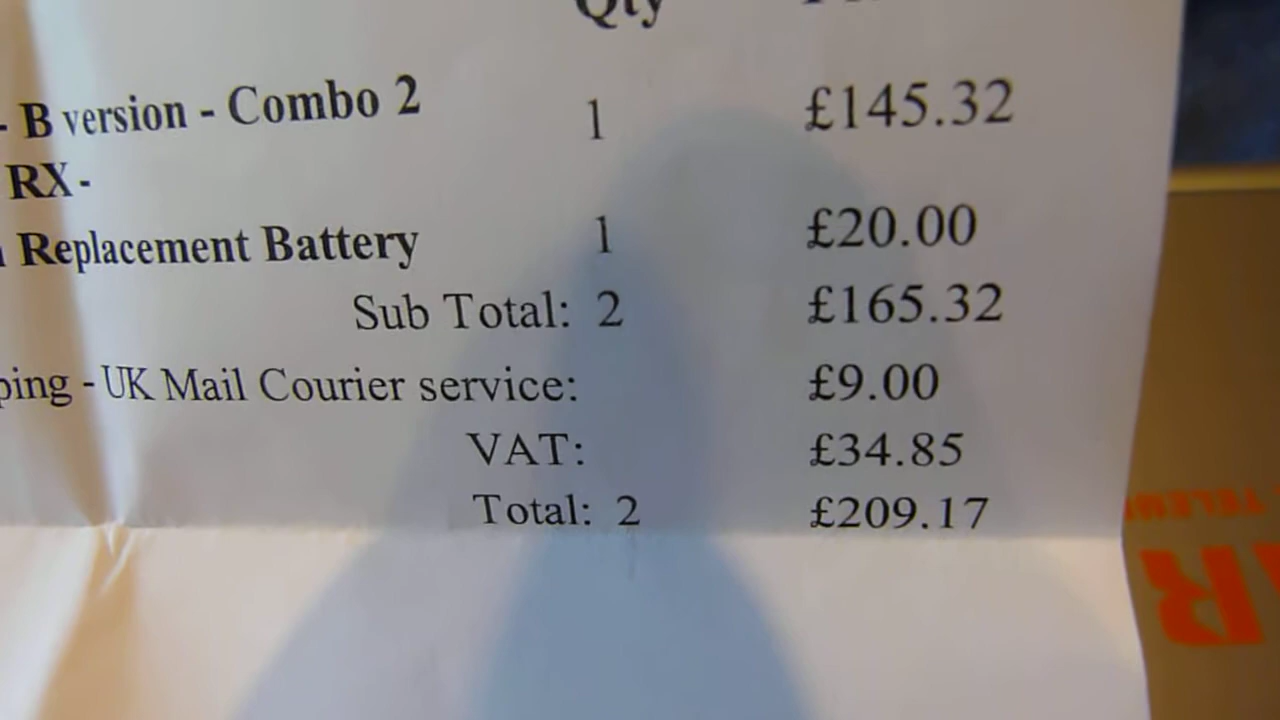 Qty
- B version - Combo 2 1 £145.32
RX -
Replacement Battery 1 £20.00
Sub Total: 2 £165.32
ping - UK Mail Courier service: £9.00
VAT: £34.85
Total: 2 £209.17